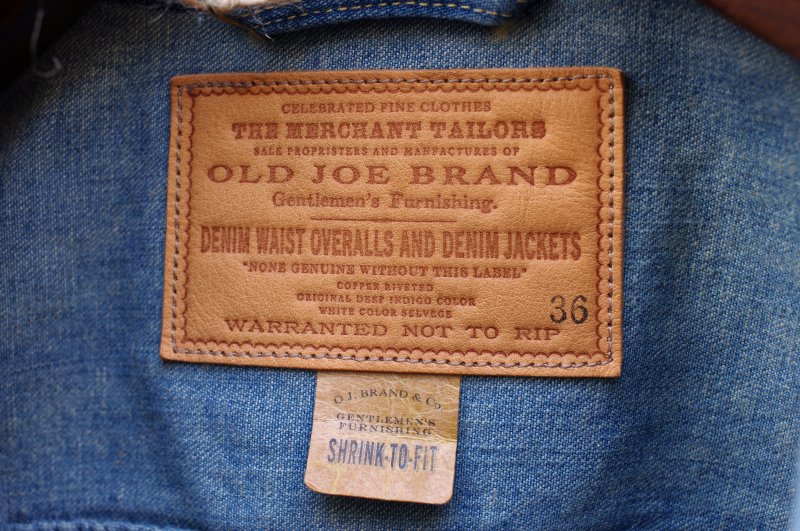 CELEBRATED FINE CLOTHES
THE MERCHANT TAILORS
SALE PROPRISTERS AND MANFACTURES OF
OLD JOE BRAND
Gentlemen's Furnishing.
DENIM WAIST OVERALLS AND DENIM JACKETS
"NONE GENUINE WITHOUT THIS LABEL"
COPPER RIVETED
ORIGINAL DEEP INDIGO COLOR
WHITE COLOR SELVEGE
36
WARRANTED NOT TO RIP
O.J. BRAND & Co
GENTLEMEN'S
FURNISHING
SHRINK-TO-FIT